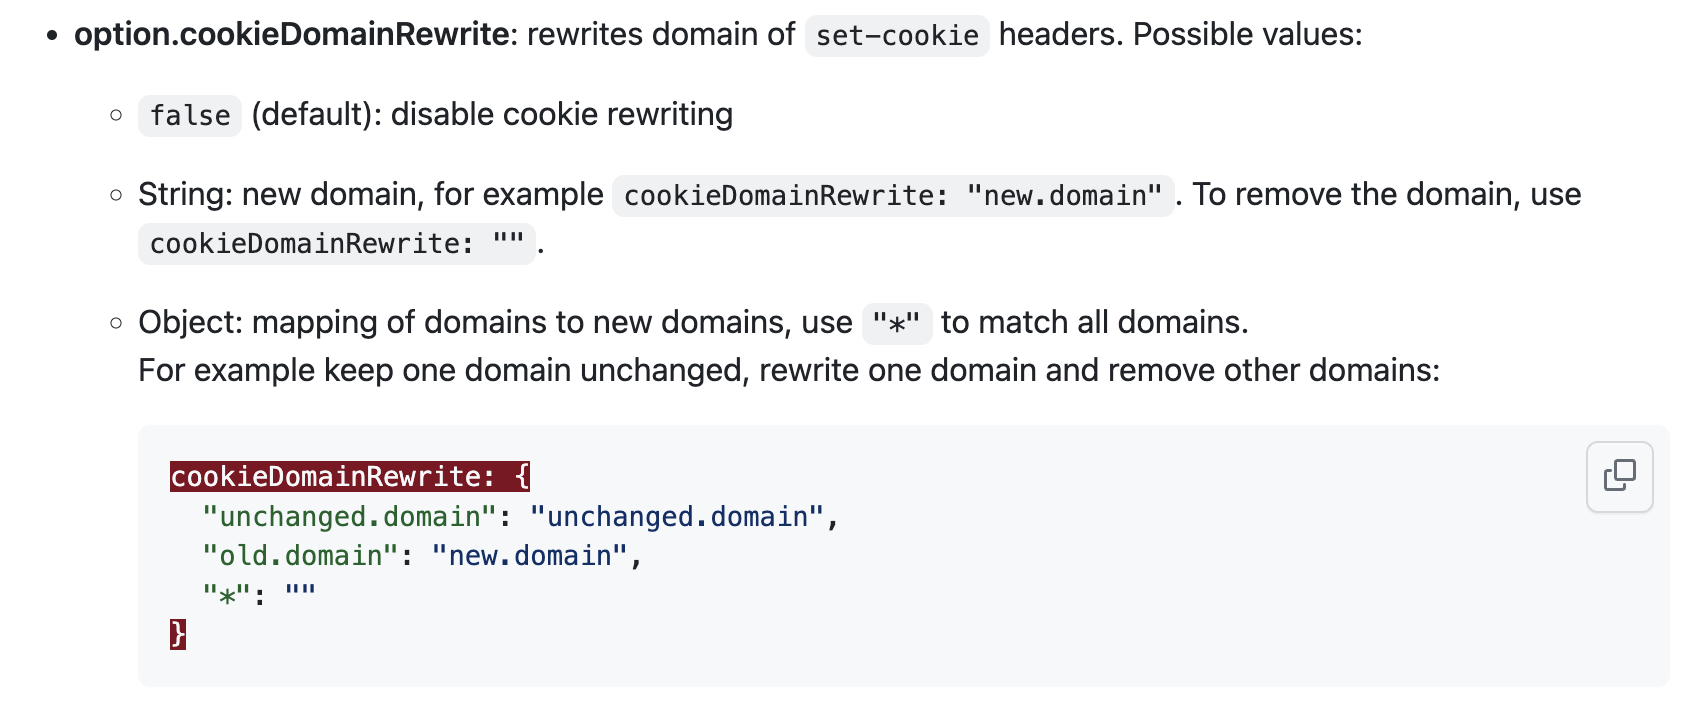 • option.cookieDomainRewrite: rewrites domain of set-cookie headers. Possible values:
○ false (default): disable cookie rewriting
○ String: new domain, for example cookieDomainRewrite: "new.domain". To remove the domain, use
cookieDomainRewrite: "".
○ Object: mapping of domains to new domains, use "*" to match all domains.
For example keep one domain unchanged, rewrite one domain and remove other domains:
cookieDomainRewrite: {
  "unchanged.domain": "unchanged.domain",
  "old.domain": "new.domain",
  "*": ""
}